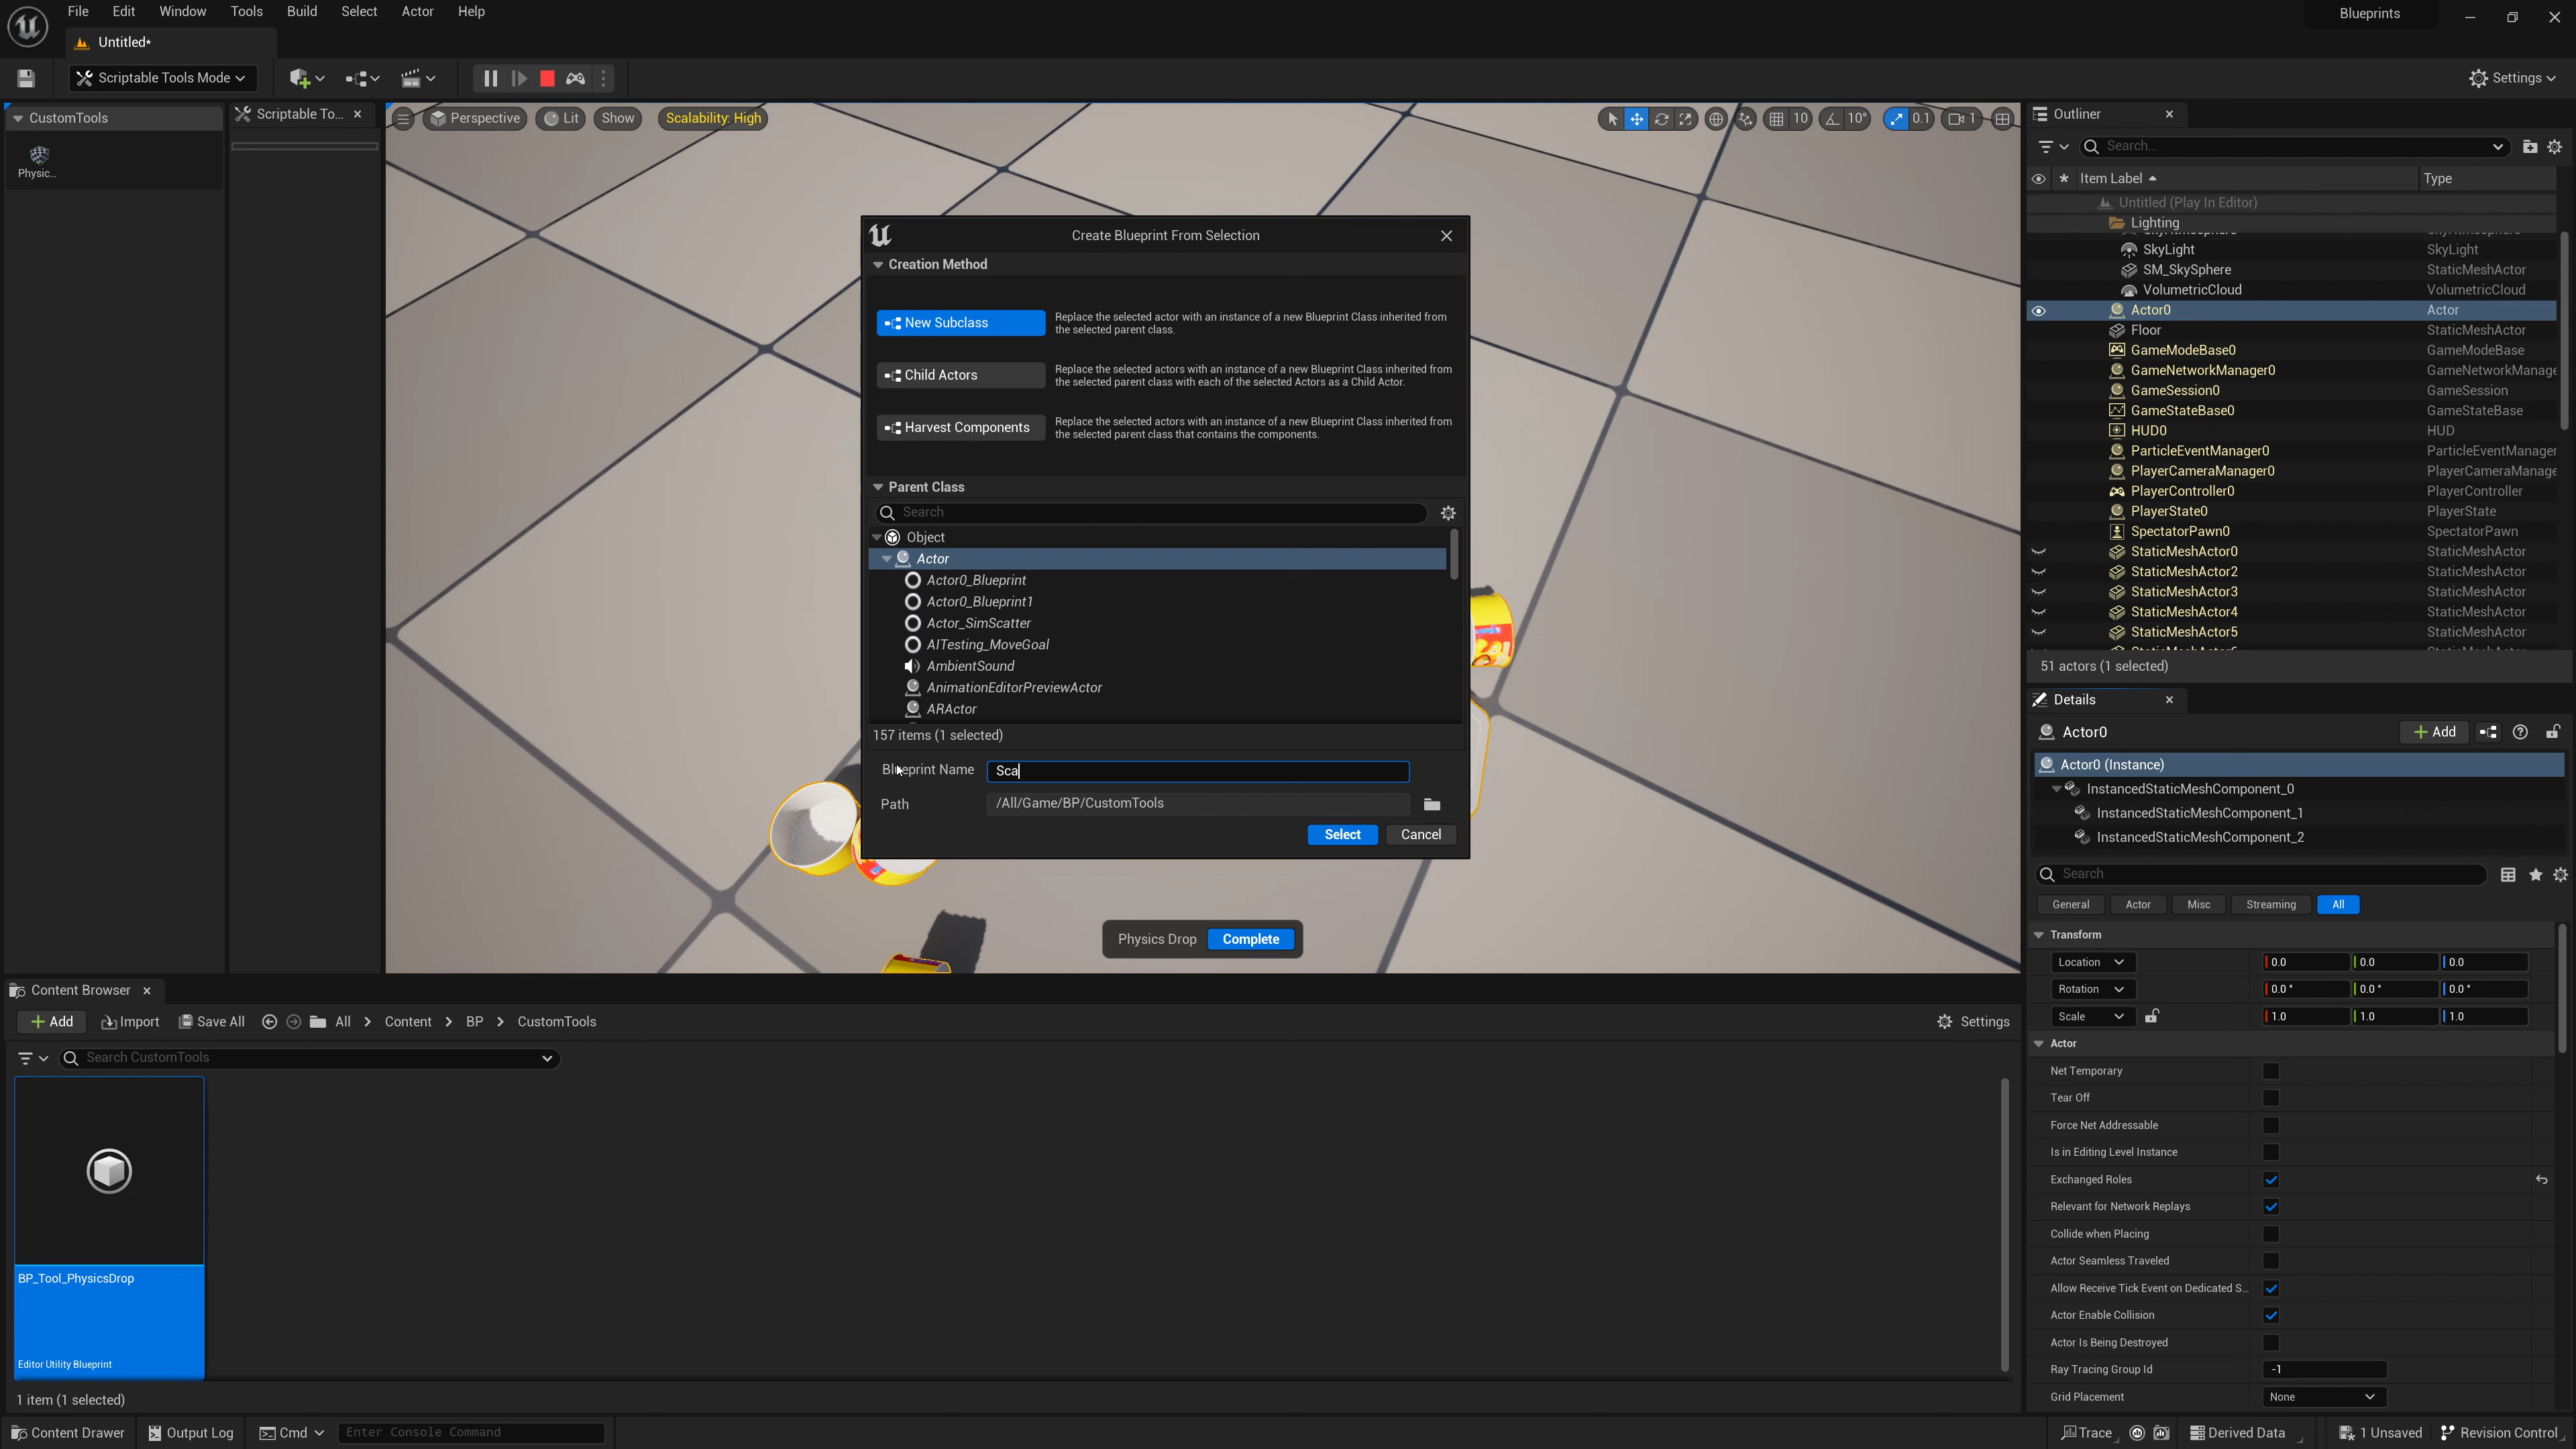 File Edit Window Tools Build Select Actor Help
Blueprints
Untitled*
Scriptable Tools Mode
Settings
CustomTools
Physic...
Scriptable To...
Perspective Lit Show Scalability: High
10 10° 0.1 1
Create Blueprint From Selection
Creation Method
New Subclass
Replace the selected actor with an instance of a new Blueprint Class inherited from
the selected parent class.
Child Actors
Replace the selected actors with an instance of a new Blueprint Class inherited from
the selected parent class with each of the selected Actors as a Child Actor.
Harvest Components
Replace the selected actors with an instance of a new Blueprint Class inherited from
the selected parent class that contains the components.
Parent Class
Search
Object
Actor
Actor0_Blueprint
Actor0_Blueprint1
Actor_SimScatter
AITesting_MoveGoal
AmbientSound
AnimationEditorPreviewActor
ARActor
157 items (1 selected)
Blueprint Name Sca
Path /All/Game/BP/CustomTools
Select Cancel
Physics Drop Complete
Outliner
Search...
Item Label Type
Untitled (Play In Editor)
Lighting
SkyLight SkyLight
SM_SkySphere StaticMeshActor
VolumetricCloud VolumetricCloud
Actor0 Actor
Floor StaticMeshActor
GameModeBase0 GameModeBase
GameNetworkManager0 GameNetworkManage
GameSession0 GameSession
GameStateBase0 GameStateBase
HUD0 HUD
ParticleEventManager0 ParticleEventManager
PlayerCameraManager0 PlayerCameraManage
PlayerController0 PlayerController
PlayerState0 PlayerState
SpectatorPawn0 SpectatorPawn
StaticMeshActor0 StaticMeshActor
StaticMeshActor2 StaticMeshActor
StaticMeshActor3 StaticMeshActor
StaticMeshActor4 StaticMeshActor
StaticMeshActor5 StaticMeshActor
51 actors (1 selected)
Details
Actor0
Add
Actor0 (Instance)
InstancedStaticMeshComponent_0
InstancedStaticMeshComponent_1
InstancedStaticMeshComponent_2
Search
General Actor Misc Streaming All
Transform
Location 0.0 0.0 0.0
Rotation 0.0° 0.0° 0.0°
Scale 1.0 1.0 1.0
Actor
Net Temporary
Tear Off
Force Net Addressable
Is in Editing Level Instance
Exchanged Roles
Relevant for Network Replays
Collide when Placing
Actor Seamless Traveled
Allow Receive Tick Event on Dedicated S...
Actor Enable Collision
Actor Is Being Destroyed
Ray Tracing Group Id -1
Grid Placement None
Content Browser
Add Import Save All All > Content > BP > CustomTools
Settings
Search CustomTools
BP_Tool_PhysicsDrop
Editor Utility Blueprint
1 item (1 selected)
Content Drawer Output Log Cmd Enter Console Command
Trace Derived Data 1 Unsaved Revision Control